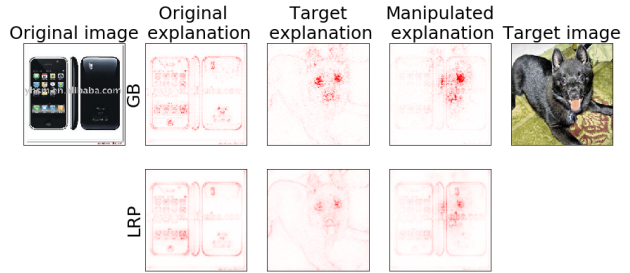 Original image
Original
explanation
Target
explanation
Manipulated
explanation
Target image
GB
LRP